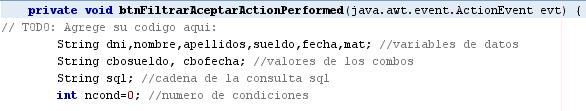 private void btnFiltrarAceptarActionPerformed(java.awt.event.ActionEvent evt) {
// TODO: Agrege su codigo aqui:
String dni,nombre,apellidos,sueldo,fecha,mat; //variables de datos
String cbosueldo, cbofecha; //valores de los combos
String sql; //cadena de la consulta sql
int ncond=0; //numero de condiciones